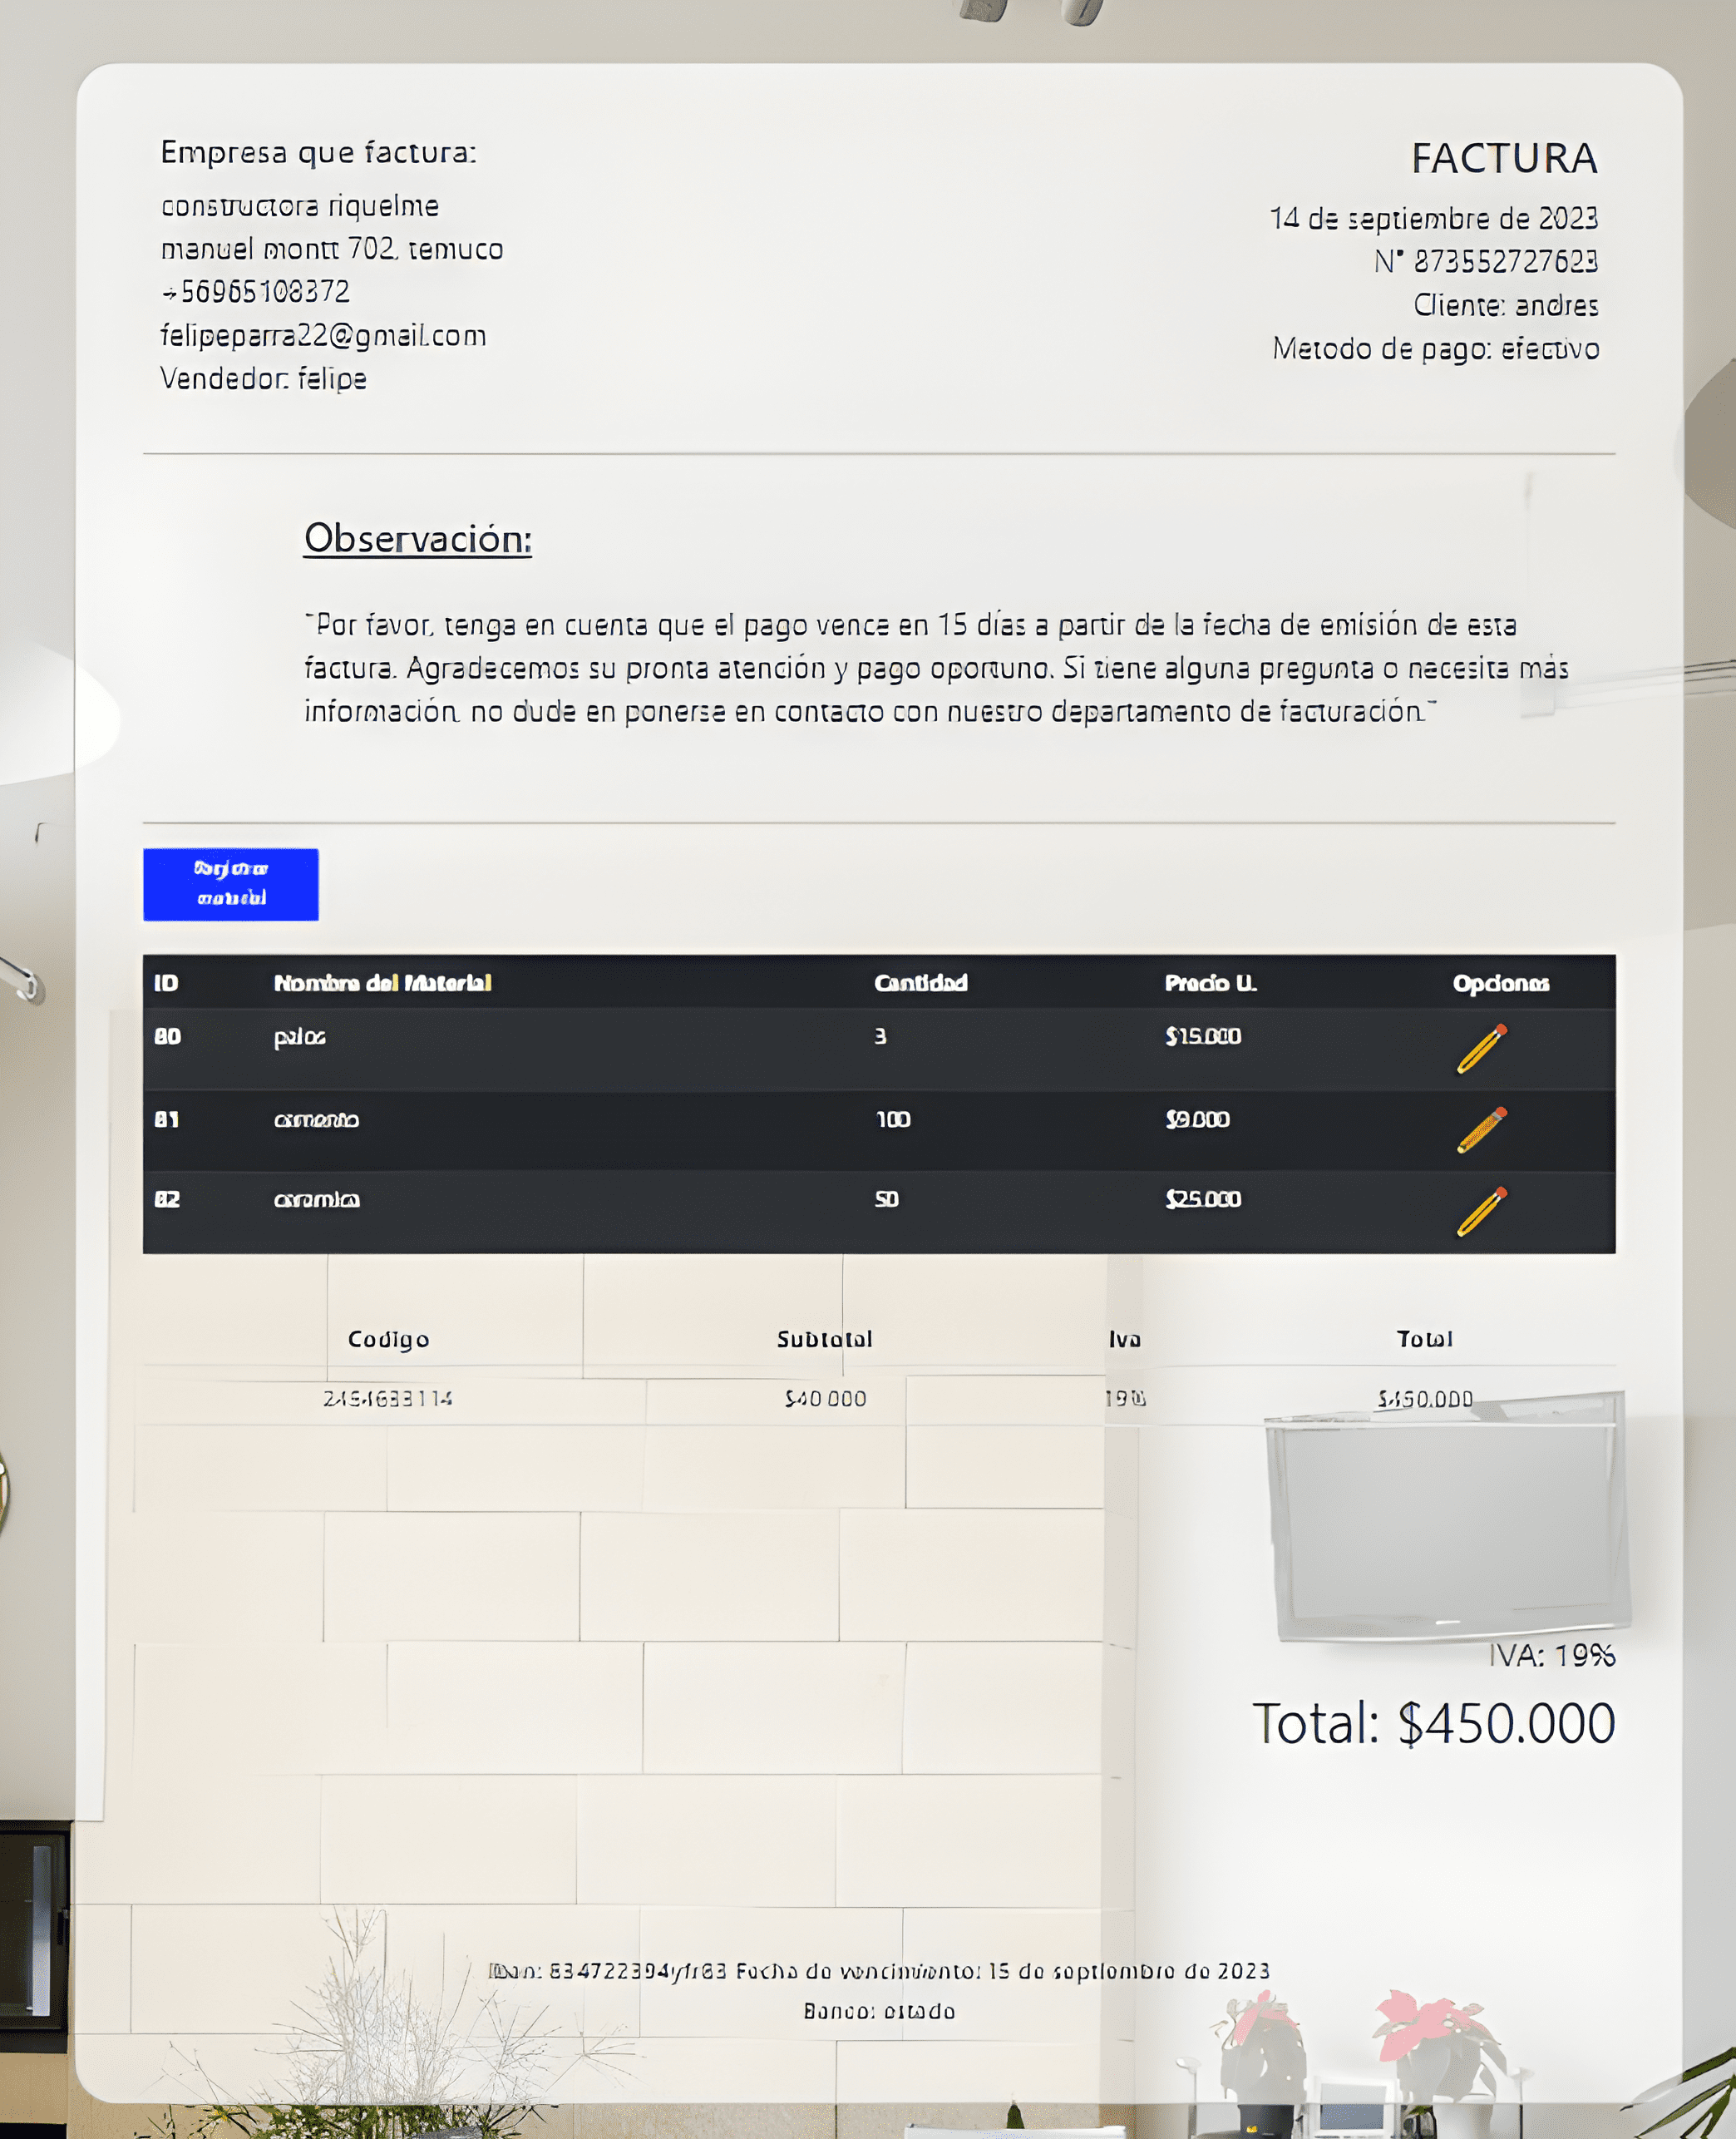 Empresa que factura:
constructora riquelme
manuel montt 702, temuco
+56965108372
felipeparra22@gmail.com
Vendedor: felipe
FACTURA
14 de septiembre de 2023
N° 873552727623
Cliente: andres
Metodo de pago: efectivo
Observación:
"Por favor, tenga en cuenta que el pago vence en 15 días a partir de la fecha de emisión de esta
factura. Agradecemos su pronta atención y pago oportuno. Si tiene alguna pregunta o necesita más
información, no dude en ponerse en contacto con nuestro departamento de facturación."
material
ID Nombre del Material Cantidad Precio U. Opciones
80 palos 3 $15.000
81 cemento 100 $9.000
82 ceramica 50 $25.000
Codigo Subtotal Iva Total
$40.000 19% $450.000
IVA: 19%
Total: $450.000
Iban: Fecha de vencimiento: 15 de septiembre de 2023
Banco: estado